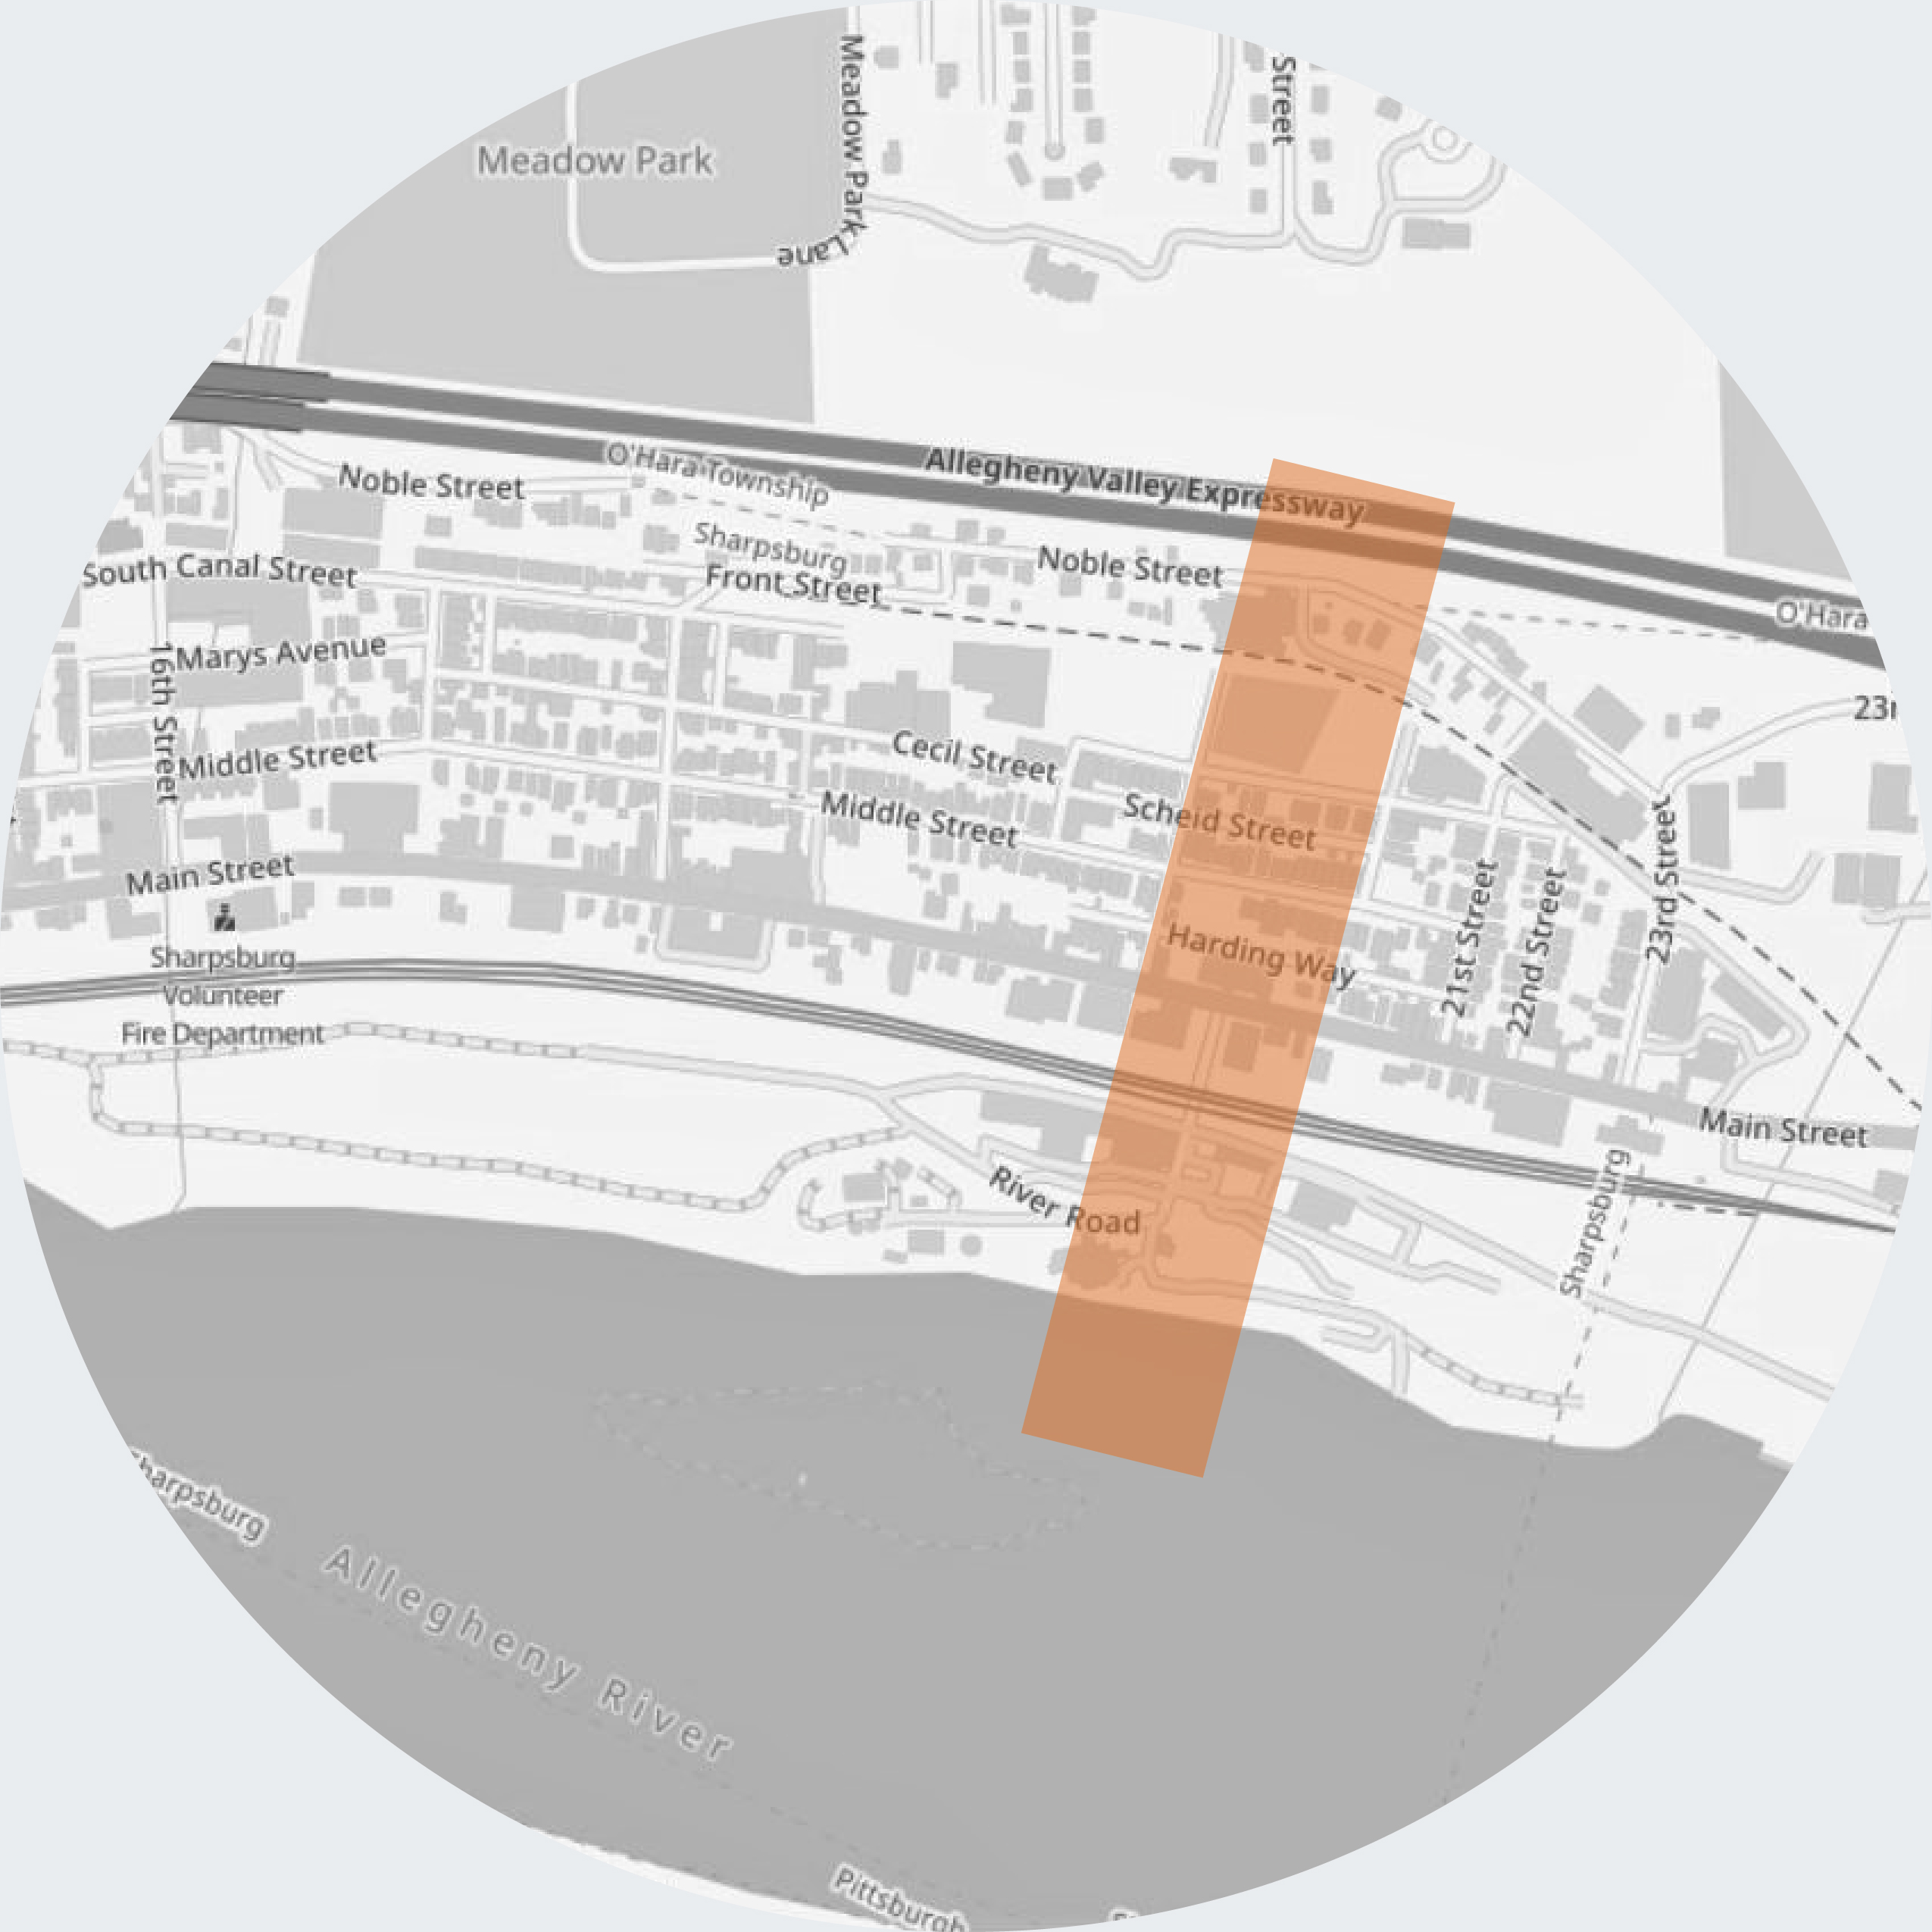 Meadow Park Lane
Street
Meadow Park
O'Hara Township
Allegheny Valley Expressway
Noble Street
Sharpsburg
Noble Street
South Canal Street
Front Street
O'Hara
16th Street
Marys Avenue
Cecil Street
Middle Street
Middle Street
Scheid Street
Main Street
21st Street
22nd Street
23rd Street
Harding Way
Sharpsburg
Volunteer
Fire Department
Main Street
River Road
Sharpsburg
Sharpsburg
Allegheny River
Pittsburgh